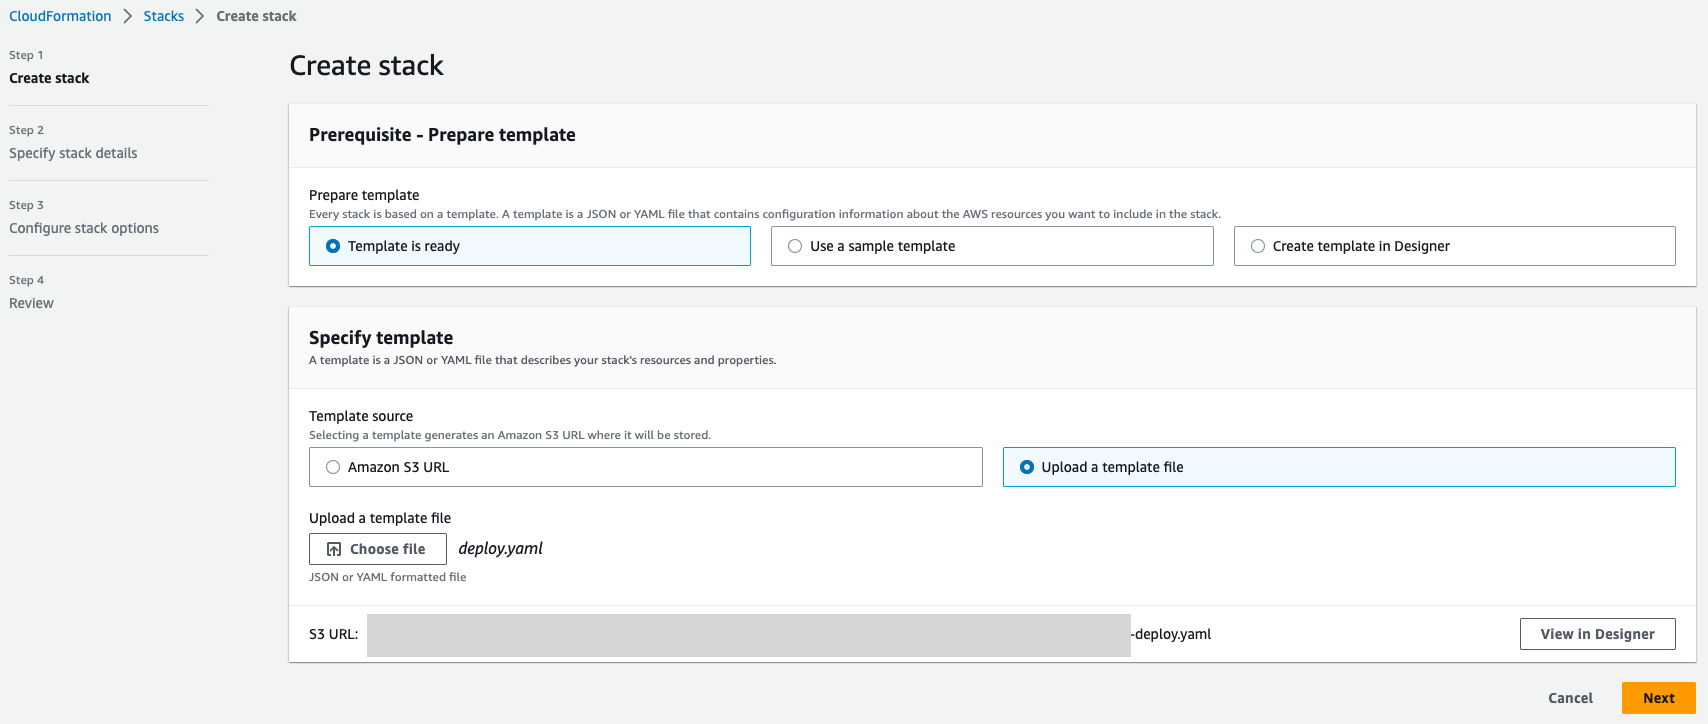 CloudFormation > Stacks > Create stack
Step 1
Create stack
Step 2
Specify stack details
Step 3
Configure stack options
Step 4
Review
Create stack
Prerequisite - Prepare template
Prepare template
Every stack is based on a template. A template is a JSON or YAML file that contains configuration information about the AWS resources you want to include in the stack.
Template is ready
Use a sample template
Create template in Designer
Specify template
A template is a JSON or YAML file that describes your stack's resources and properties.
Template source
Selecting a template generates an Amazon S3 URL where it will be stored.
Amazon S3 URL
Upload a template file
Upload a template file
Choose file deploy.yaml
JSON or YAML formatted file
S3 URL: -deploy.yaml
View in Designer
Cancel
Next